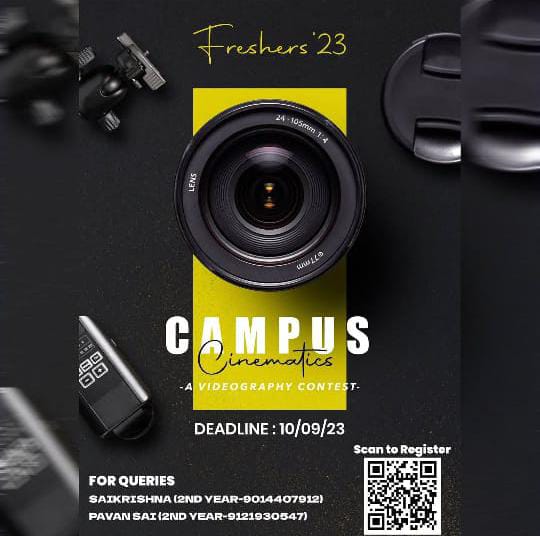 Freshers'23
24-105mm 1:4
LENS
ø77mm
CAMPUS
Cinematics
-A VIDEOGRAPHY CONTEST-
DEADLINE : 10/09/23
Scan to Register
FOR QUERIES
SAIKRISHNA (2ND YEAR-9014407912)
PAVAN SAI (2ND YEAR-9121930547)